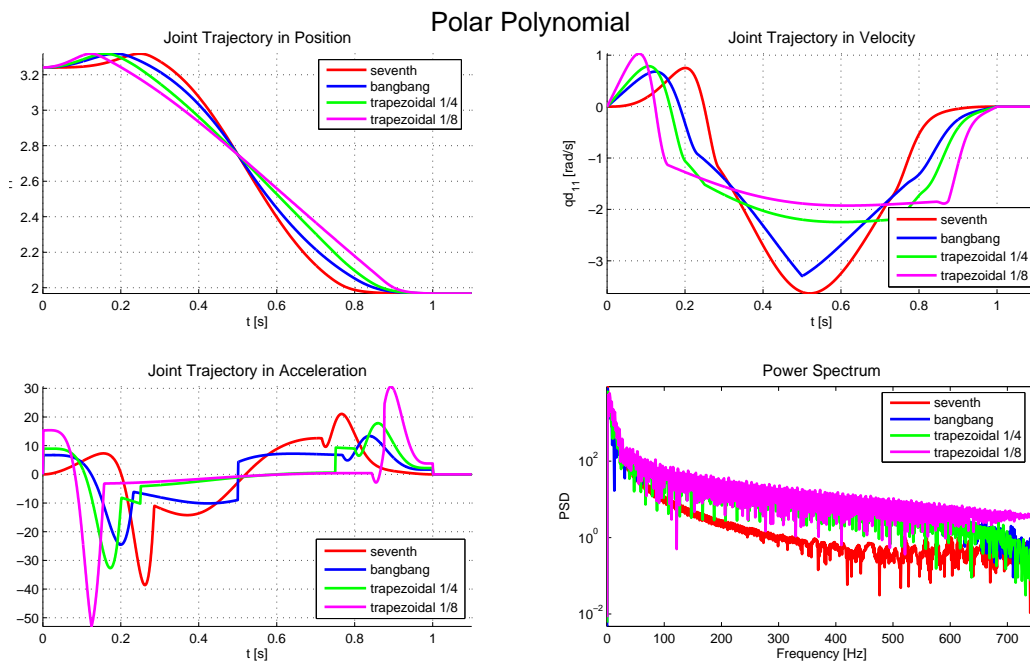 Polar Polynomial
Joint Trajectory in Position
3.2
3
2.8
2.6
2.4
2.2
2
0
0.2
0.4
0.6
0.8
1
t [s]
seventh
bangbang
trapezoidal 1/4
trapezoidal 1/8
Joint Trajectory in Velocity
qd11 [rad/s]
1
0
−1
−2
−3
0
0.2
0.4
0.6
0.8
1
t [s]
seventh
bangbang
trapezoidal 1/4
trapezoidal 1/8
Joint Trajectory in Acceleration
30
20
10
0
−10
−20
−30
−40
−50
0
0.2
0.4
0.6
0.8
1
seventh
bangbang
trapezoidal 1/4
trapezoidal 1/8
Power Spectrum
PSD
10^2
10^0
10^−2
0
100
200
300
400
500
600
700
Frequency [Hz]
seventh
bangbang
trapezoidal 1/4
trapezoidal 1/8